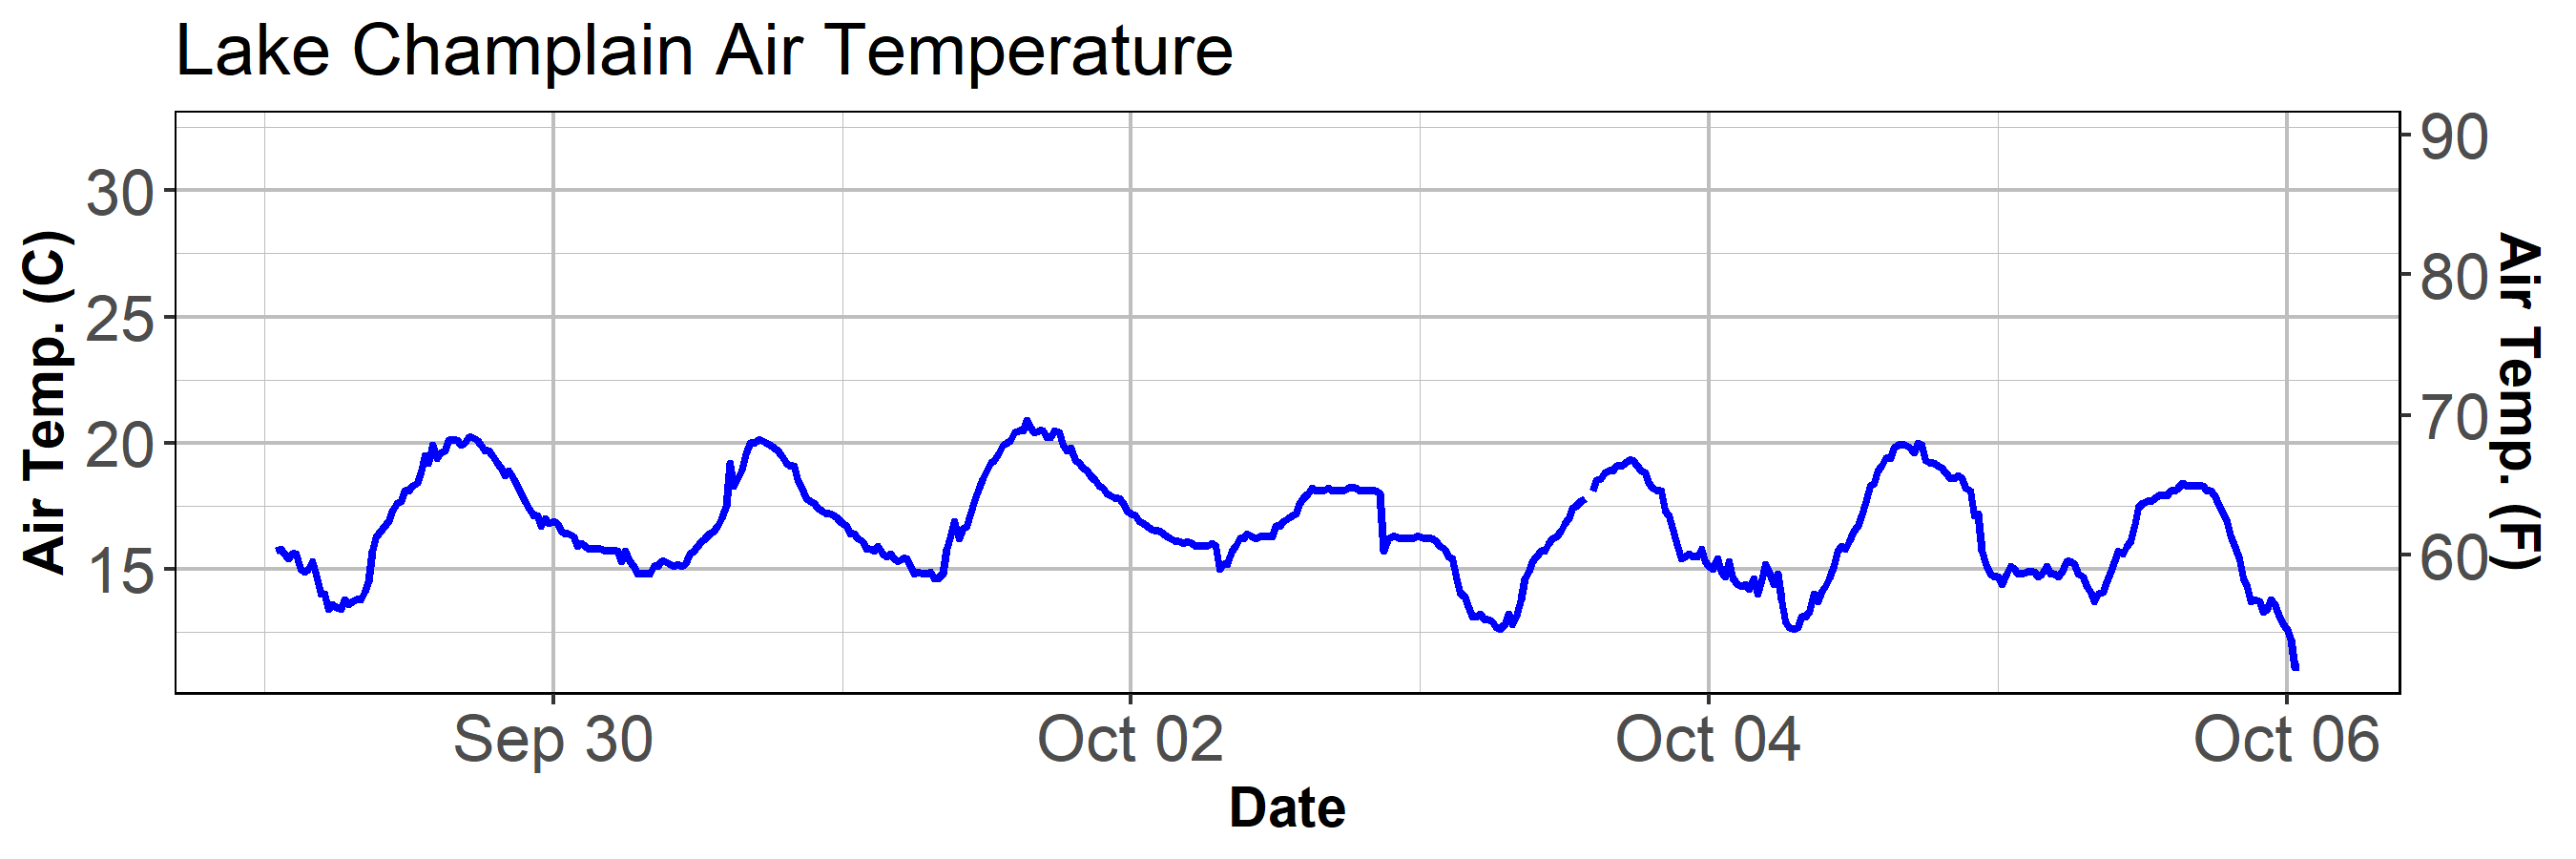 Lake Champlain Air Temperature
Air Temp. (C)
30
25
20
15
90
80
70
60
Air Temp. (F)
Sep 30
Oct 02
Oct 04
Oct 06
Date